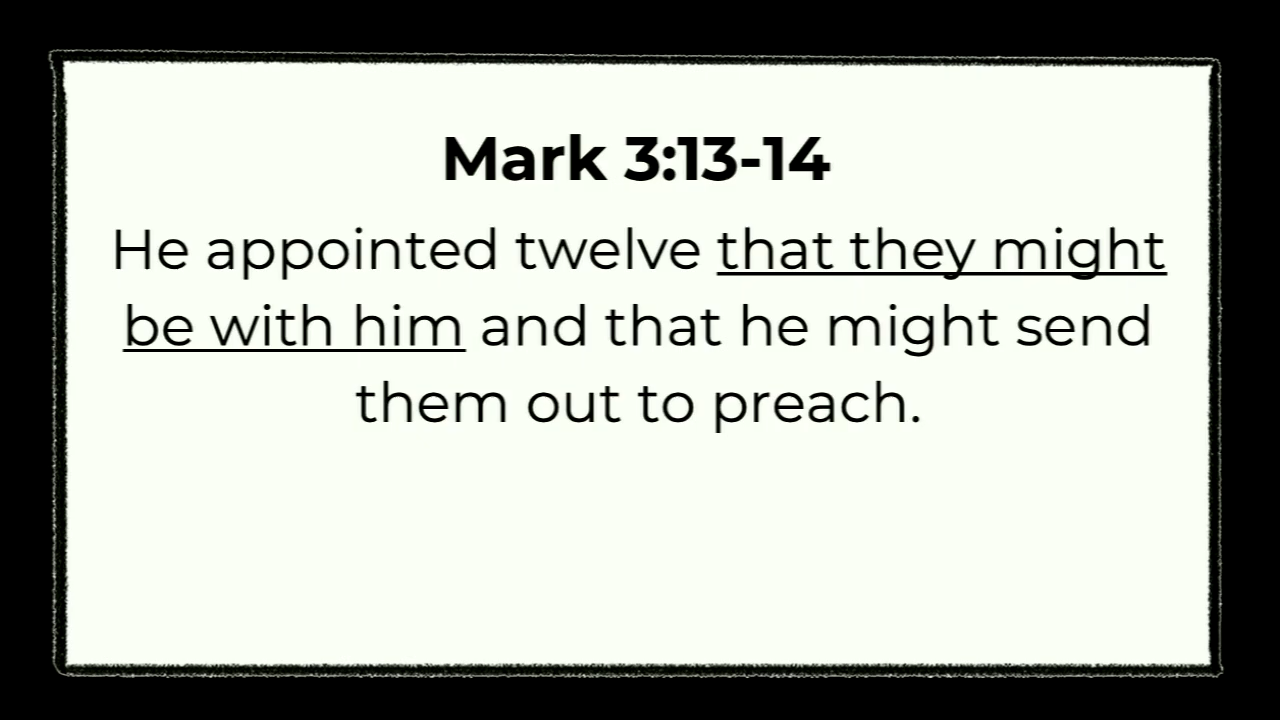 Mark 3:13-14
He appointed twelve that they might
be with him and that he might send
them out to preach.